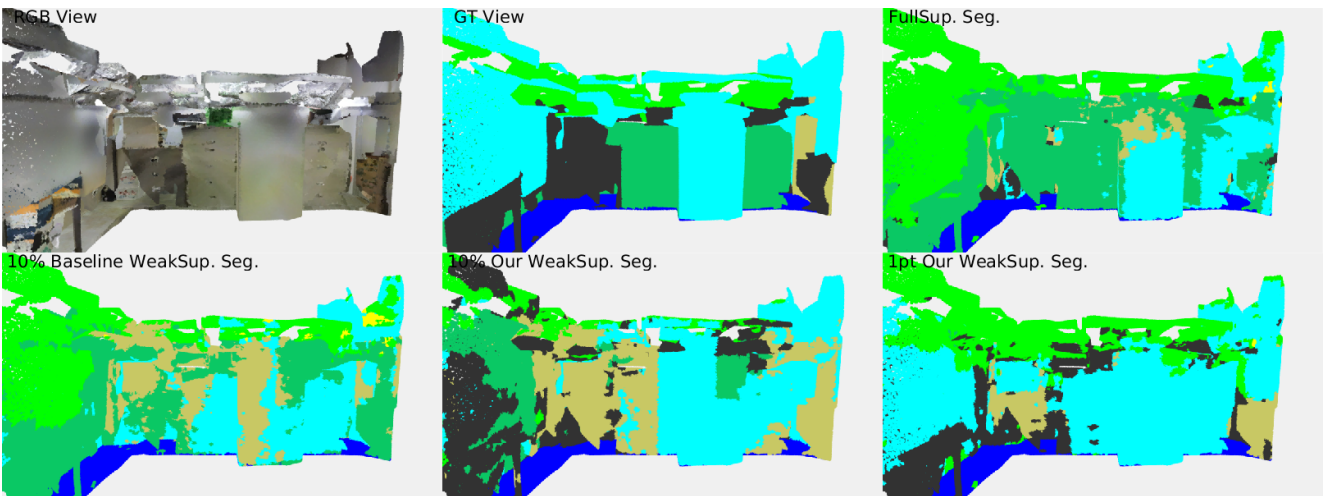 RGB View
GT View
FullSup. Seg.
10% Baseline WeakSup. Seg.
10% Our WeakSup. Seg.
1pt Our WeakSup. Seg.